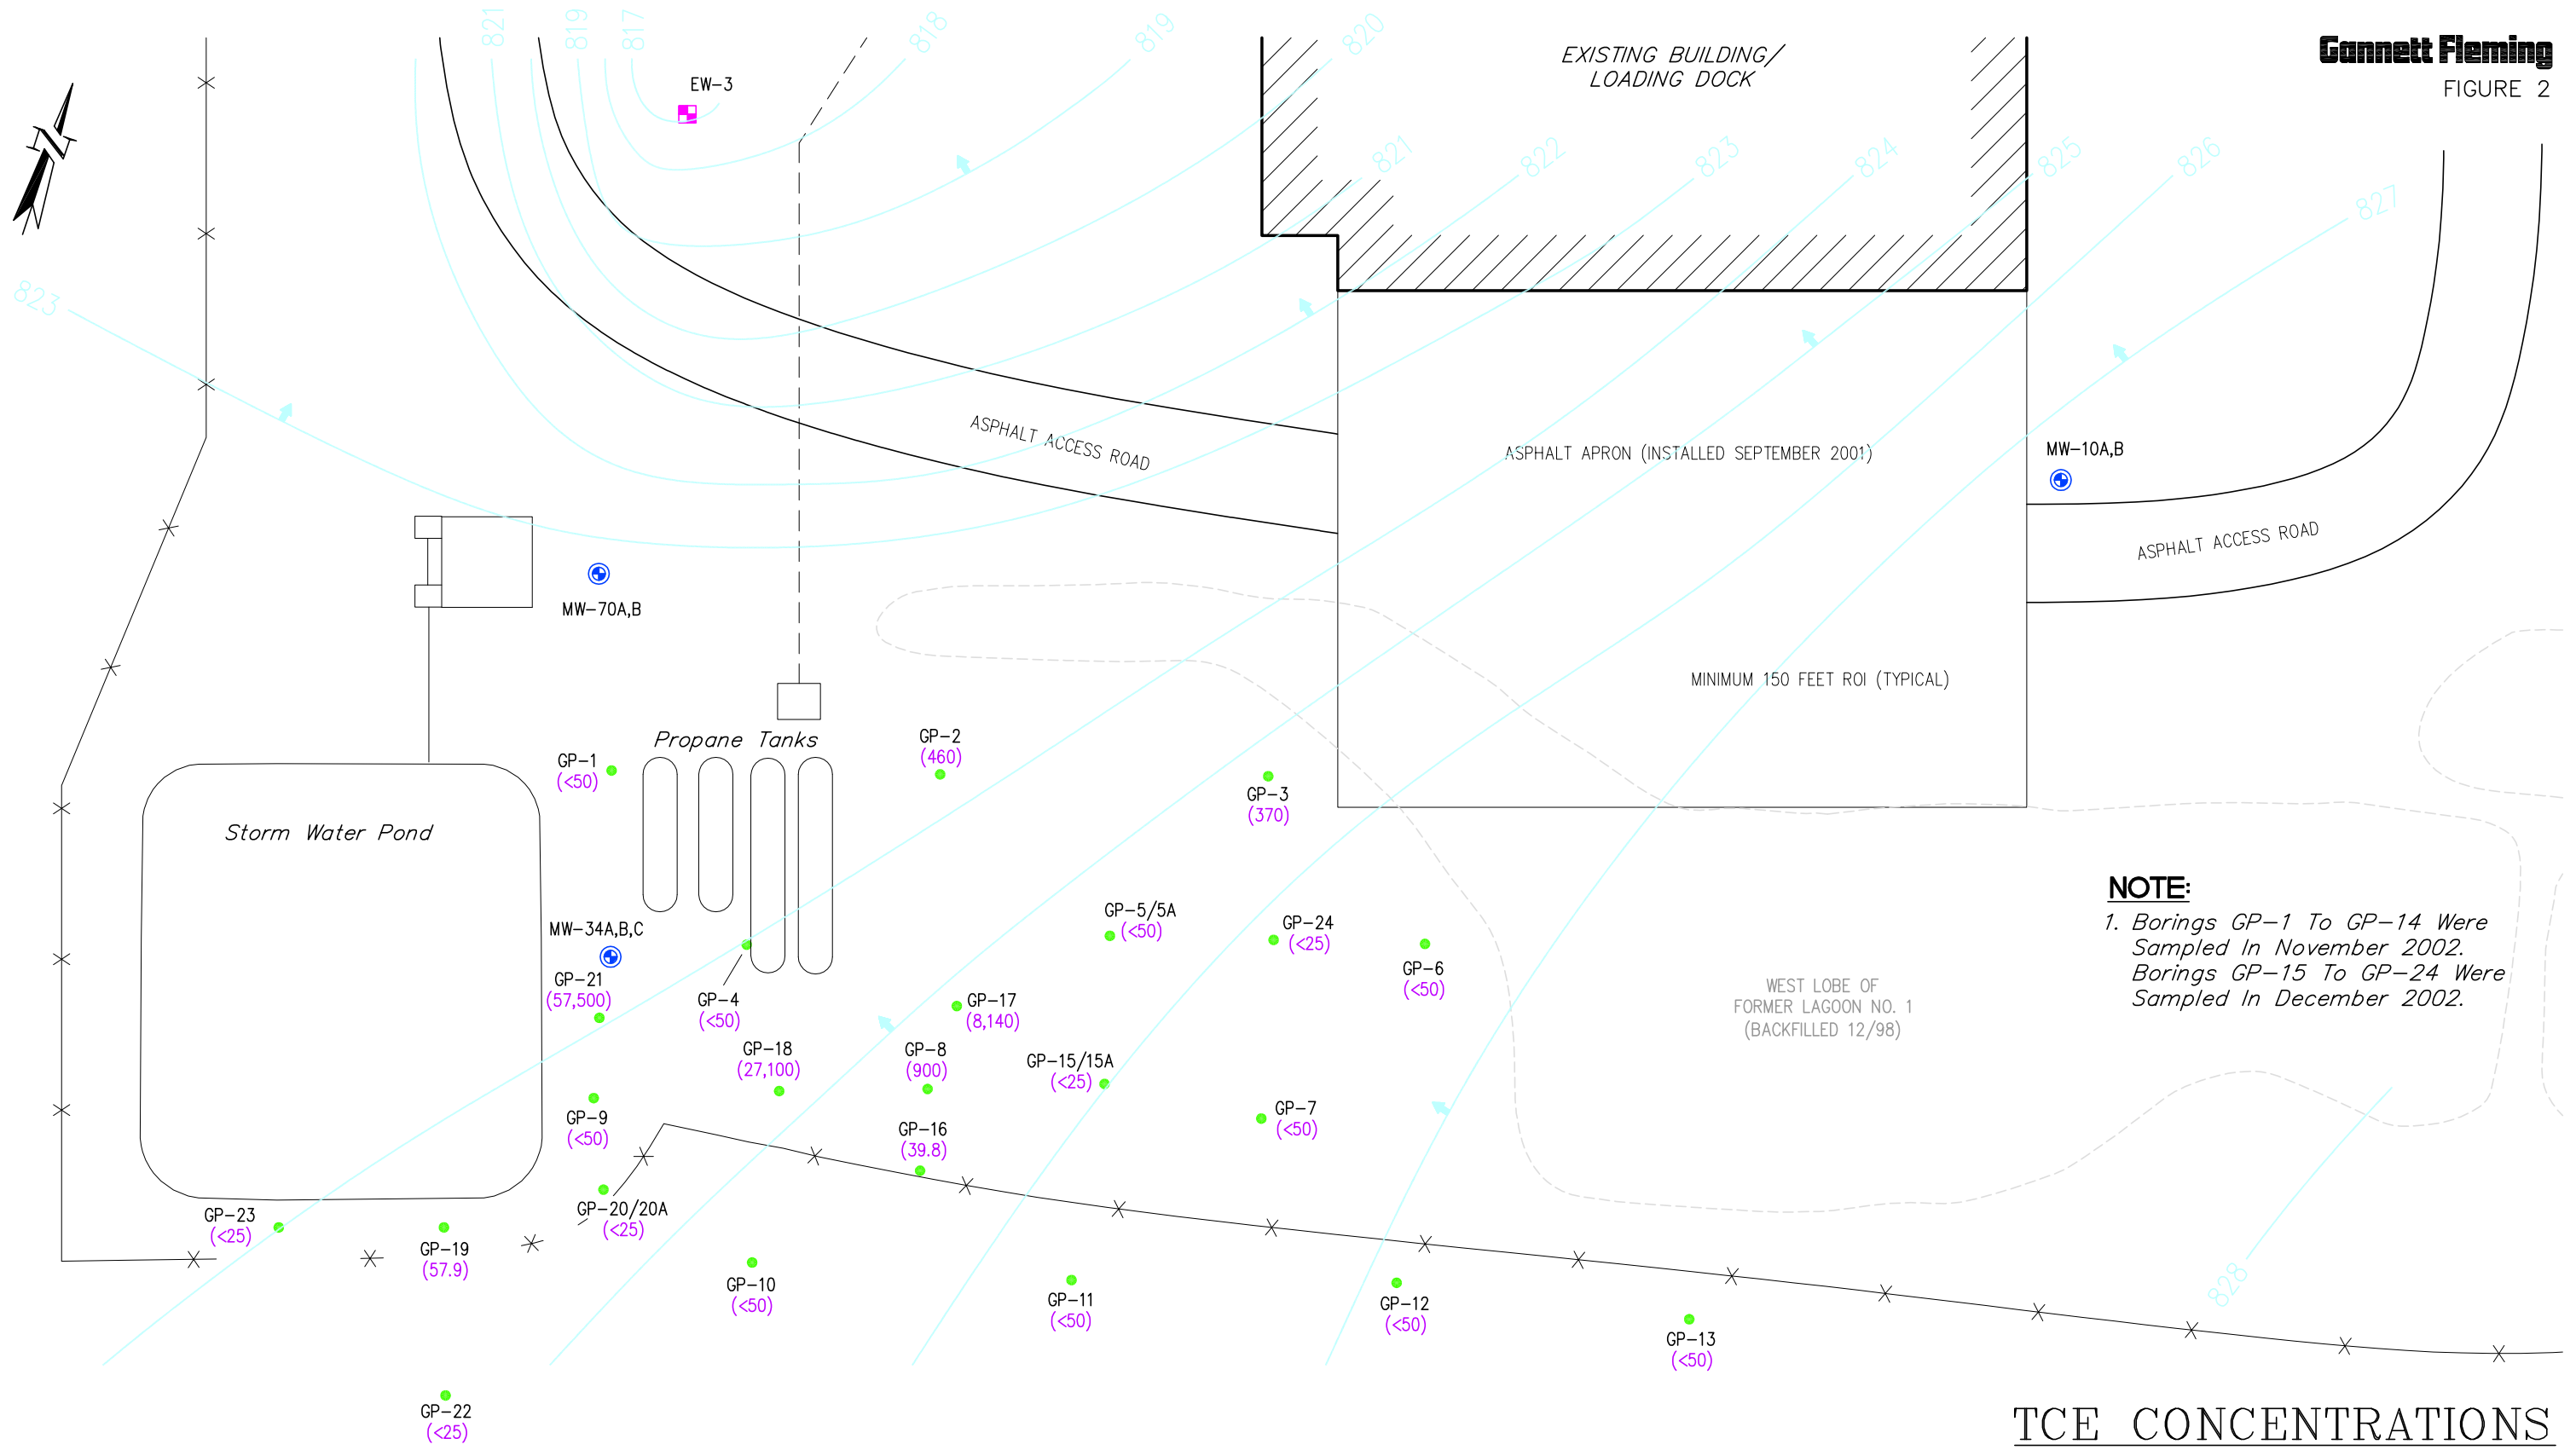 Gannett Fleming
FIGURE 2
821
819
817
818
819
820
EXISTING BUILDING/
LOADING DOCK
EW-3
N
821
822
823
824
825
826
827
823
ASPHALT ACCESS ROAD
ASPHALT APRON (INSTALLED SEPTEMBER 2001)
MW-10A,B
ASPHALT ACCESS ROAD
MW-70A,B
MINIMUM 150 FEET ROI (TYPICAL)
Propane Tanks
GP-1
(<50)
GP-2
(460)
GP-3
(370)
Storm Water Pond
MW-34A,B,C
GP-21
(57,500)
GP-4
(<50)
GP-5/5A
(<50)
GP-24
(<25)
GP-6
(<50)
NOTE:
1. Borings GP-1 To GP-14 Were
Sampled In November 2002.
Borings GP-15 To GP-24 Were
Sampled In December 2002.
WEST LOBE OF
FORMER LAGOON NO. 1
(BACKFILLED 12/98)
GP-17
(8,140)
GP-18
(27,100)
GP-8
(900)
GP-15/15A
(<25)
GP-9
(<50)
GP-16
(39.8)
GP-7
(<50)
GP-23
(<25)
GP-19
(57.9)
GP-20/20A
(<25)
GP-10
(<50)
GP-11
(<50)
GP-12
(<50)
GP-13
(<50)
828
GP-22
(<25)
TCE CONCENTRATIONS